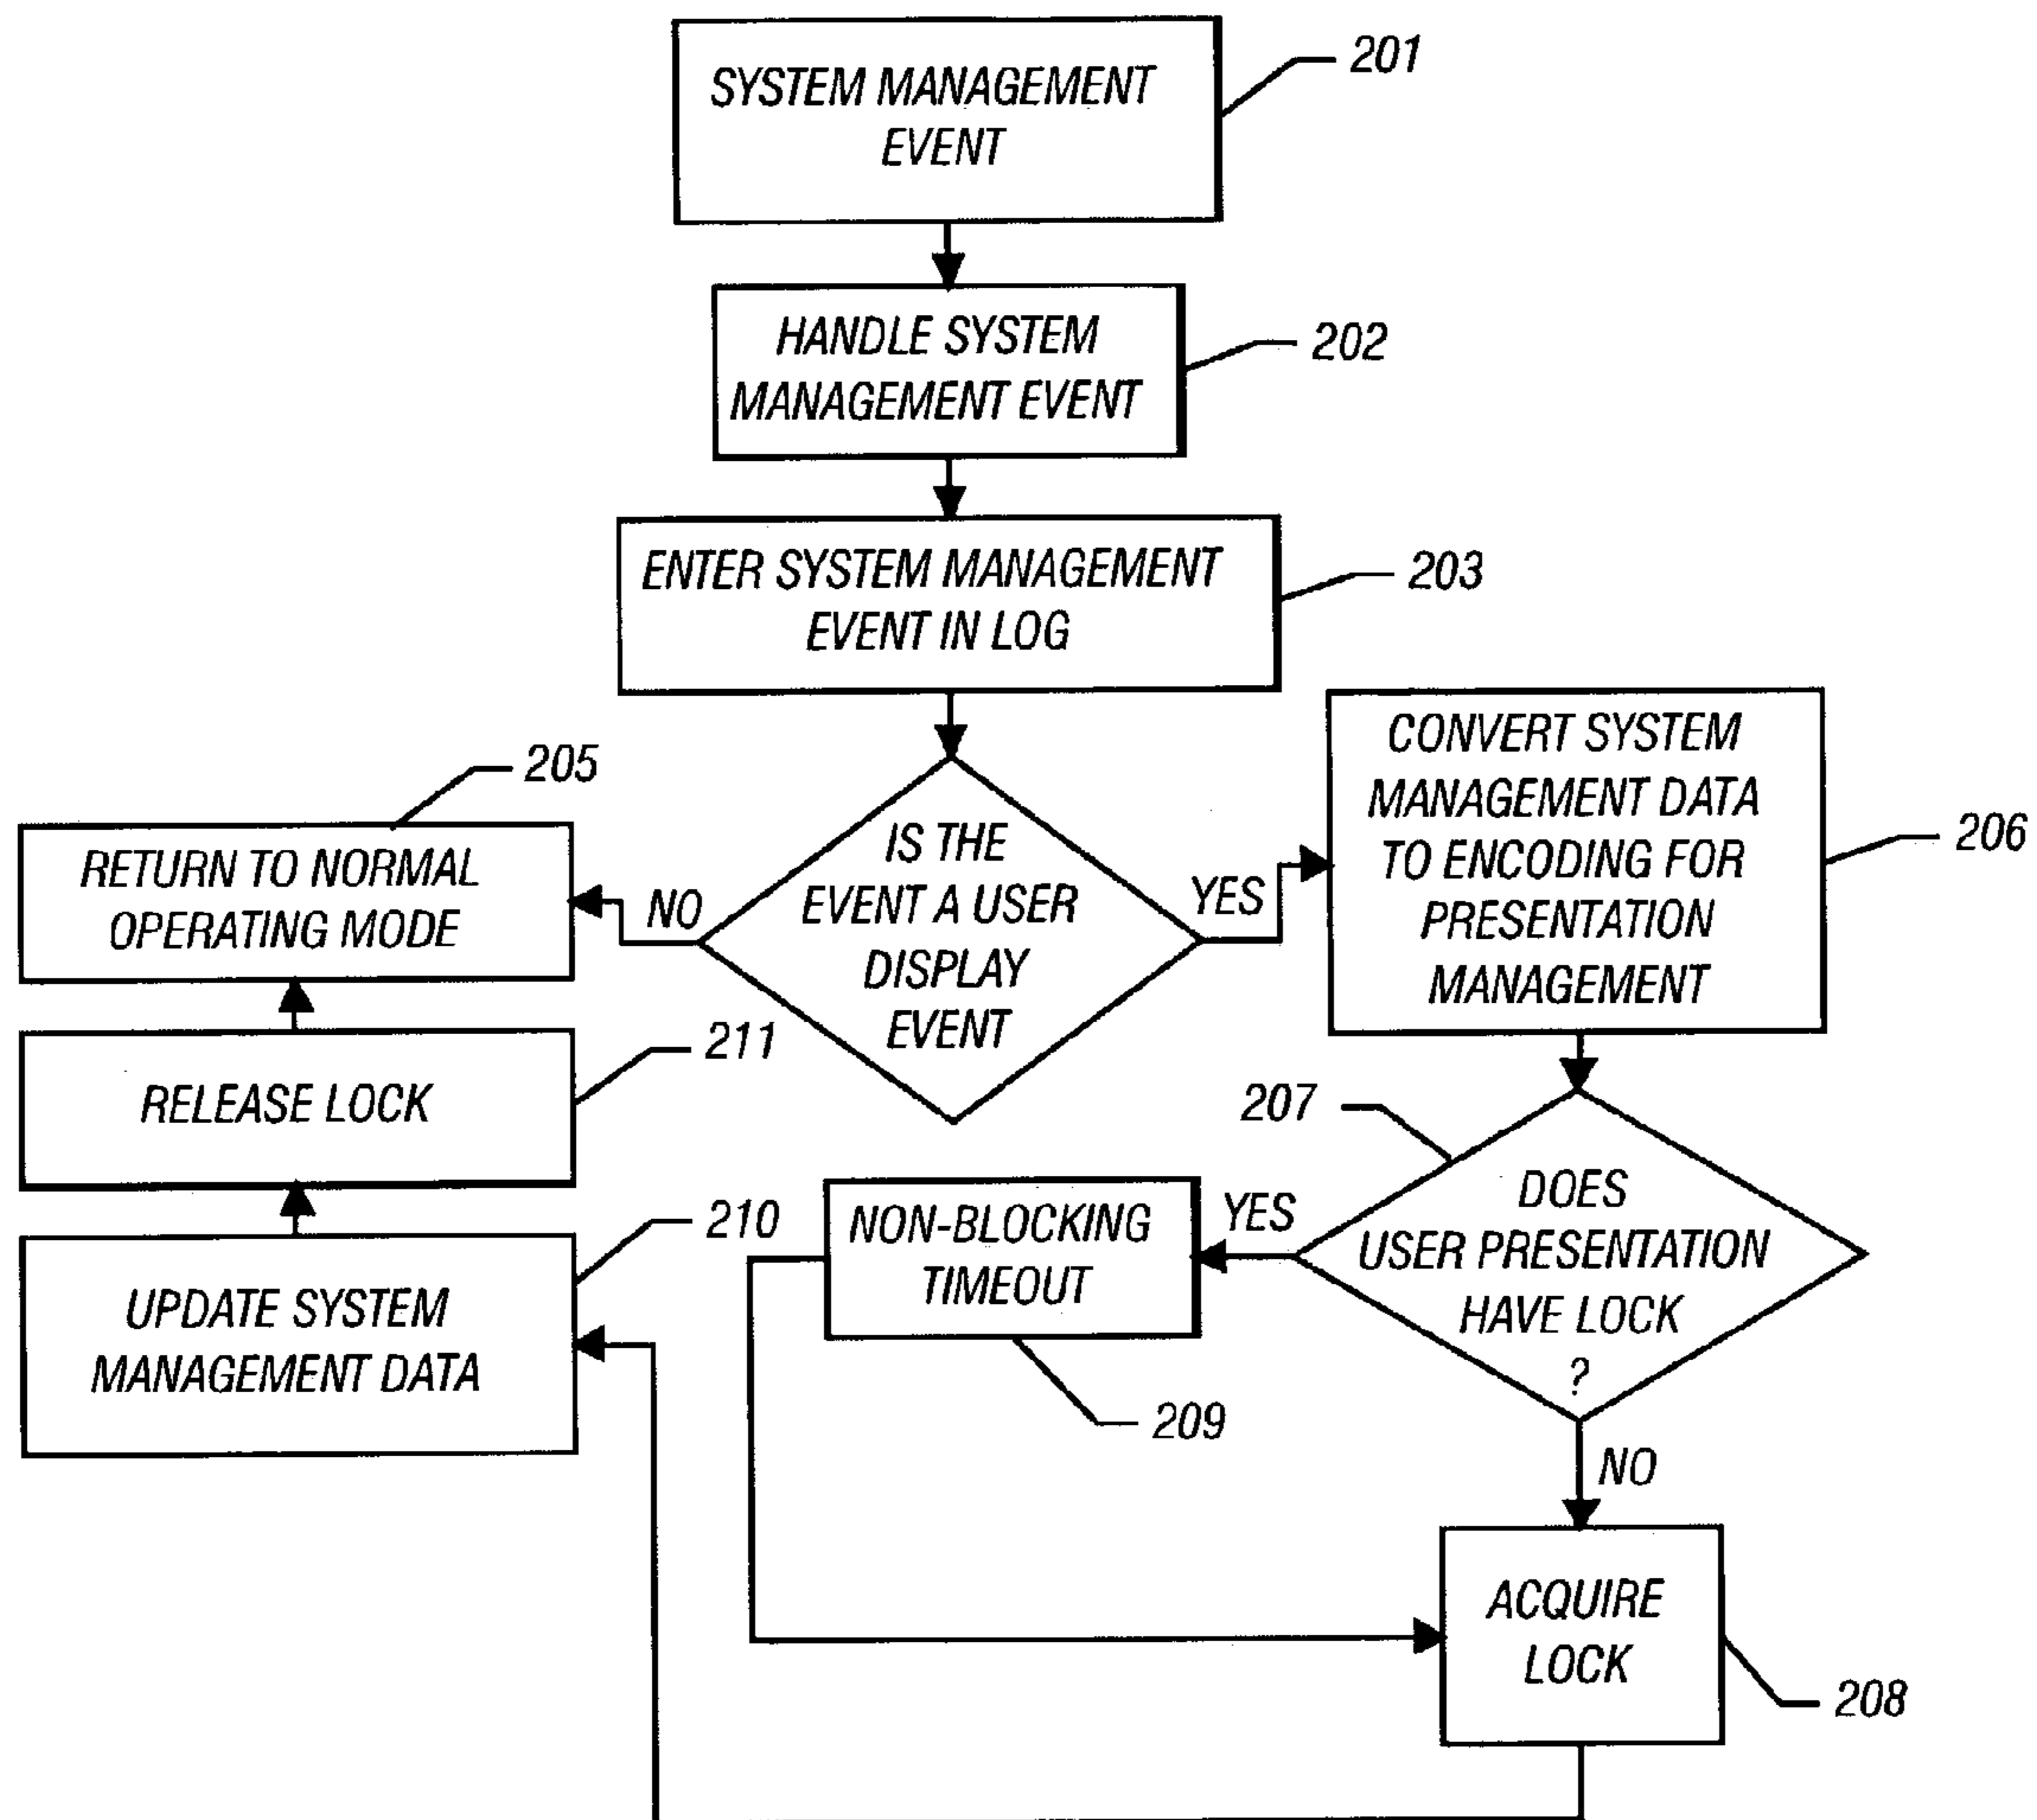 SYSTEM MANAGEMENT
EVENT
201
HANDLE SYSTEM
MANAGEMENT EVENT
202
ENTER SYSTEM MANAGEMENT
EVENT IN LOG
203
IS THE
EVENT A USER
DISPLAY
EVENT
NO
YES
205
RETURN TO NORMAL
OPERATING MODE
CONVERT SYSTEM
MANAGEMENT DATA
TO ENCODING FOR
PRESENTATION
MANAGEMENT
206
211
RELEASE LOCK
207
DOES
USER PRESENTATION
HAVE LOCK
?
YES
NO
NON-BLOCKING
TIMEOUT
209
210
UPDATE SYSTEM
MANAGEMENT DATA
ACQUIRE
LOCK
208